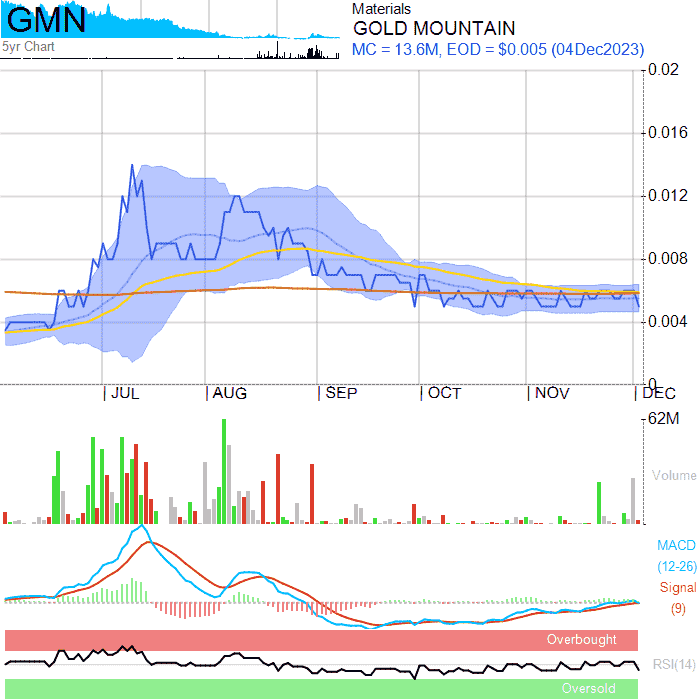 GMN
5yr Chart
Materials
GOLD MOUNTAIN
MC = 13.6M, EOD = $0.005 (04Dec2023)
0.02
0.016
0.012
0.008
0.004
0
JUL AUG SEP OCT NOV DEC
62M
Volume
MACD
(12-26)
Signal
(9)
Overbought
RSI(14)
Oversold